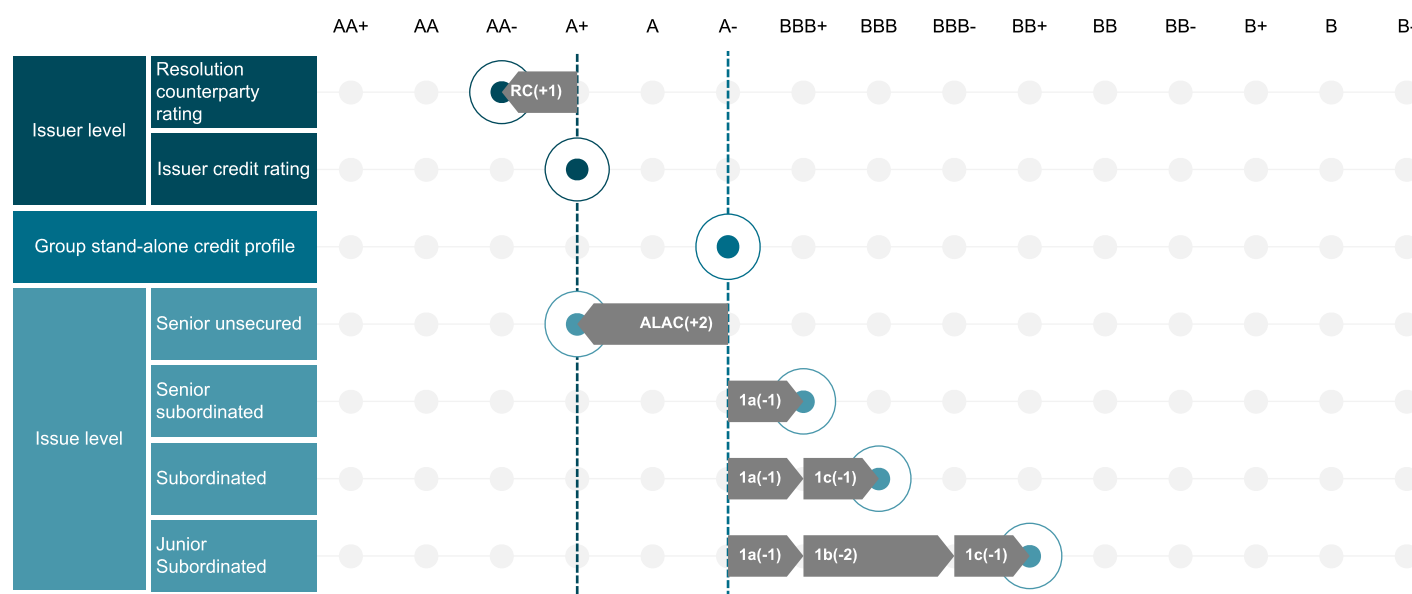 AA+ AA AA- A+ A A- BBB+ BBB BBB- BB+ BB BB- B+ B B-
Issuer level
Resolution
counterparty
rating
RC(+1)
Issuer credit rating
Group stand-alone credit profile
Issue level
Senior unsecured
ALAC(+2)
Senior
subordinated
1a(-1)
Subordinated
1a(-1) 1c(-1)
Junior
Subordinated
1a(-1) 1b(-2) 1c(-1)